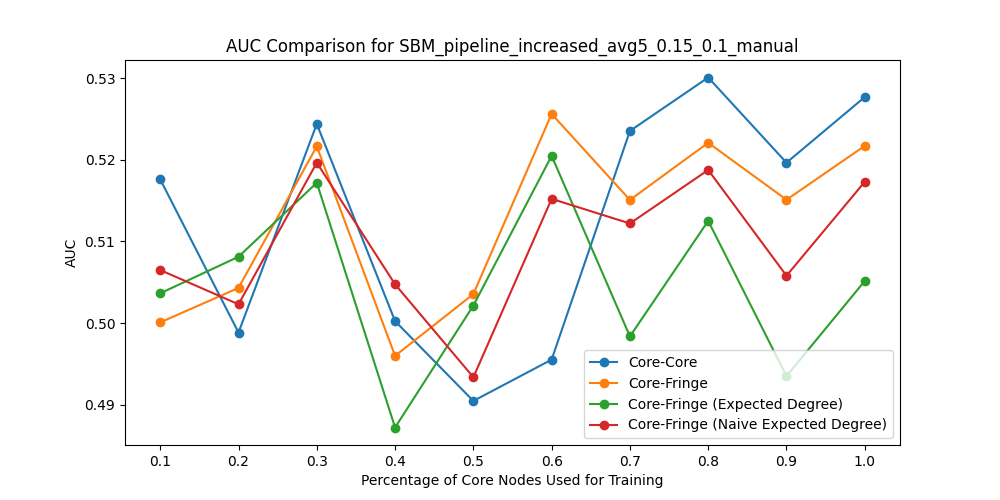 AUC Comparison for SBM_pipeline_increased_avg5_0.15_0.1_manual
0.53
0.52
0.51
0.50
0.49
AUC
0.1 0.2 0.3 0.4 0.5 0.6 0.7 0.8 0.9 1.0
Percentage of Core Nodes Used for Training
Core-Core
Core-Fringe
Core-Fringe (Expected Degree)
Core-Fringe (Naive Expected Degree)